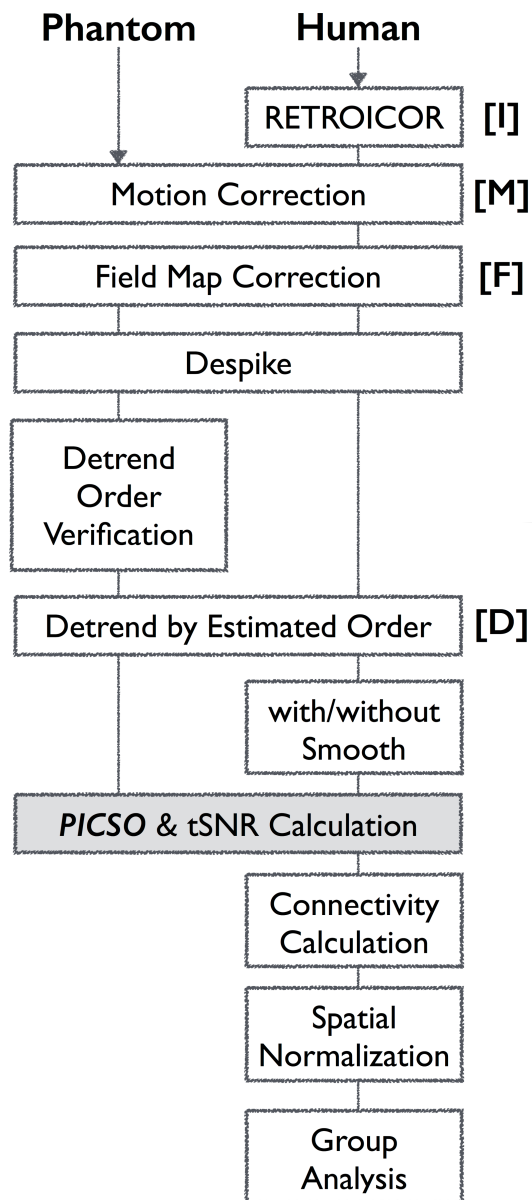 Phantom Human
RETROICOR [I]
Motion Correction [M]
Field Map Correction [F]
Despike
Detrend
Order
Verification
Detrend by Estimated Order [D]
with/without
Smooth
PICSO & tSNR Calculation
Connectivity
Calculation
Spatial
Normalization
Group
Analysis